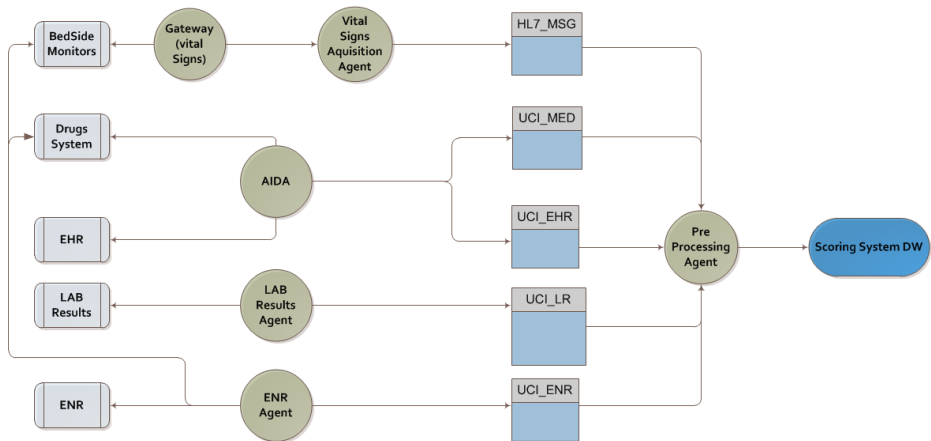 BedSide
Monitors
Gateway
(vital
Signs)
Vital
Signs
Aquisition
Agent
HL7_MSG
Drugs
System
AIDA
UCI_MED
EHR
UCI_EHR
Pre
Processing
Agent
Scoring System DW
LAB
Results
LAB
Results
Agent
UCI_LR
ENR
ENR
Agent
UCI_ENR